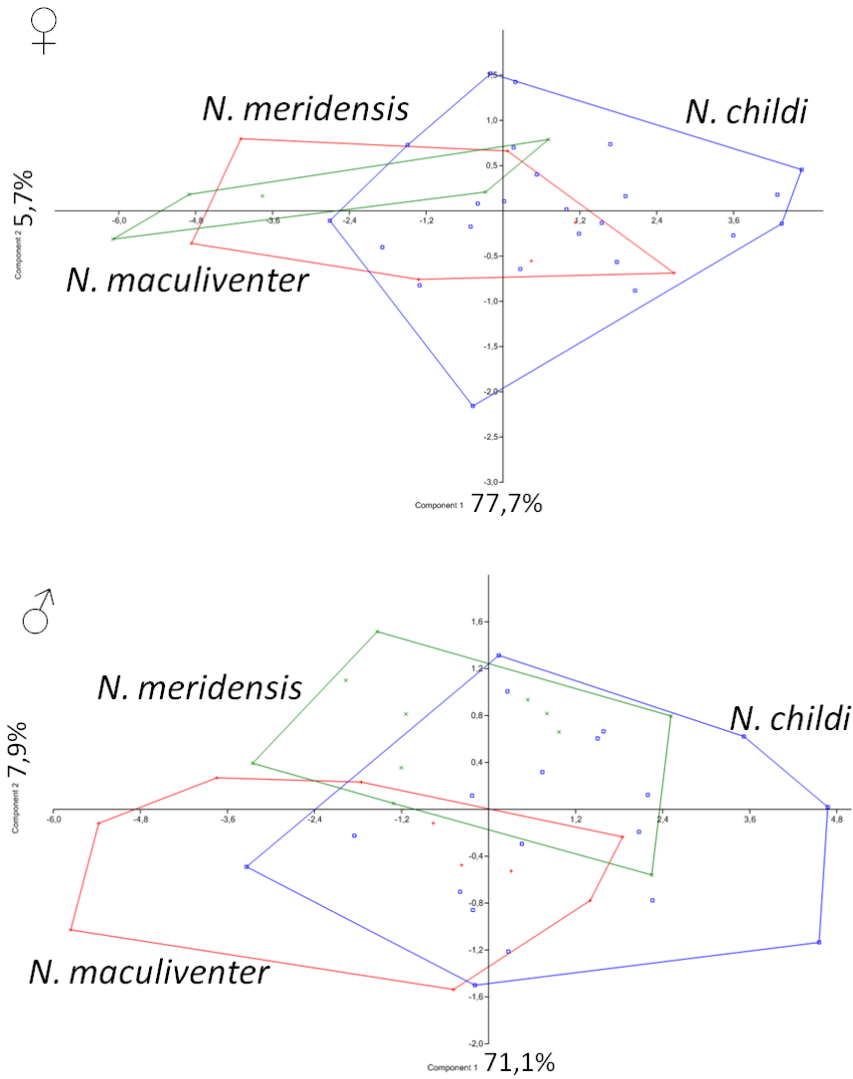 ♀
1,5
N. meridensis
N. childi
1,0
0,5
Component 2 5,7%
-6,0 -4,8 -3,6 -2,4 -1,2 1,2 2,4 3,6
N. maculiventer
-0,5
-1,0
-1,5
-2,0
-2,5
-3,0
Component 1 77,7%
♂
1,6
1,2
N. meridensis
N. childi
0,8
0,4
Component 2 7,9%
-6,0 -4,8 -3,6 -2,4 -1,2 1,2 2,4 3,6 4,8
-0,4
-0,8
N. maculiventer
-1,2
-1,6
-2,0
Component 1 71,1%